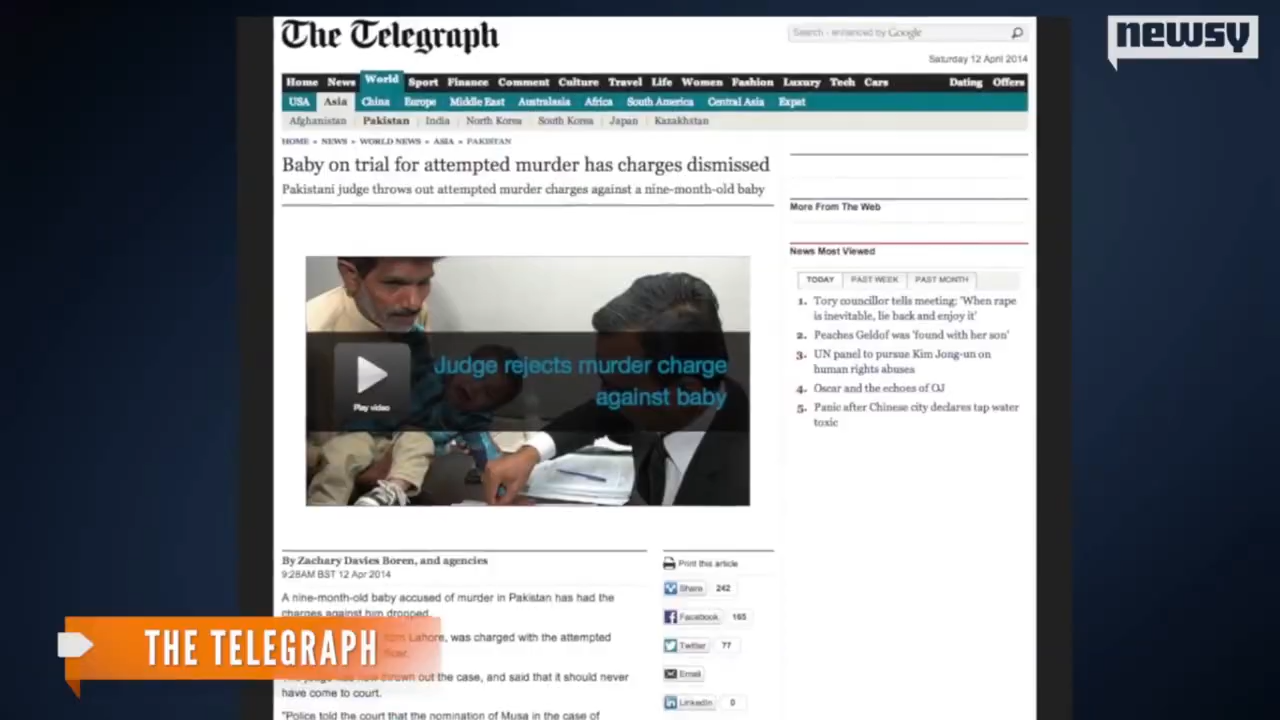 The Telegraph
Search - enhanced by Google
newsy
Saturday 12 April 2014
Home News World Sport Finance Comment Culture Travel Life Women Fashion Luxury Tech Cars Dating Offers
USA Asia China Europe Middle East Australasia Africa South America Central Asia Expat
Afghanistan Pakistan India North Korea South Korea Japan Kazakhstan
HOME » NEWS » WORLD NEWS » ASIA » PAKISTAN
Baby on trial for attempted murder has charges dismissed
Pakistani judge throws out attempted murder charges against a nine-month-old baby
Judge rejects murder charge
against baby
Play video
More From The Web
News Most Viewed
TODAY PAST WEEK PAST MONTH
1. Tory councillor tells meeting: 'When rape
is inevitable, lie back and enjoy it'
2. Peaches Geldof was 'found with her son'
3. UN panel to pursue Kim Jong-un on
human rights abuses
4. Oscar and the echoes of OJ
5. Panic after Chinese city declares tap water
toxic
By Zachary Davies Boren, and agencies
9:28AM BST 12 Apr 2014
A nine-month-old baby accused of murder in Pakistan has had the
charges against him dropped.
Lahore, was charged with the attempted
thrown out the case, and said that it should never
have come to court.
"Police told the court that the nomination of Musa in the case of
Print this article
Share 242
Facebook 165
Twitter 77
Email
LinkedIn 0
THE TELEGRAPH